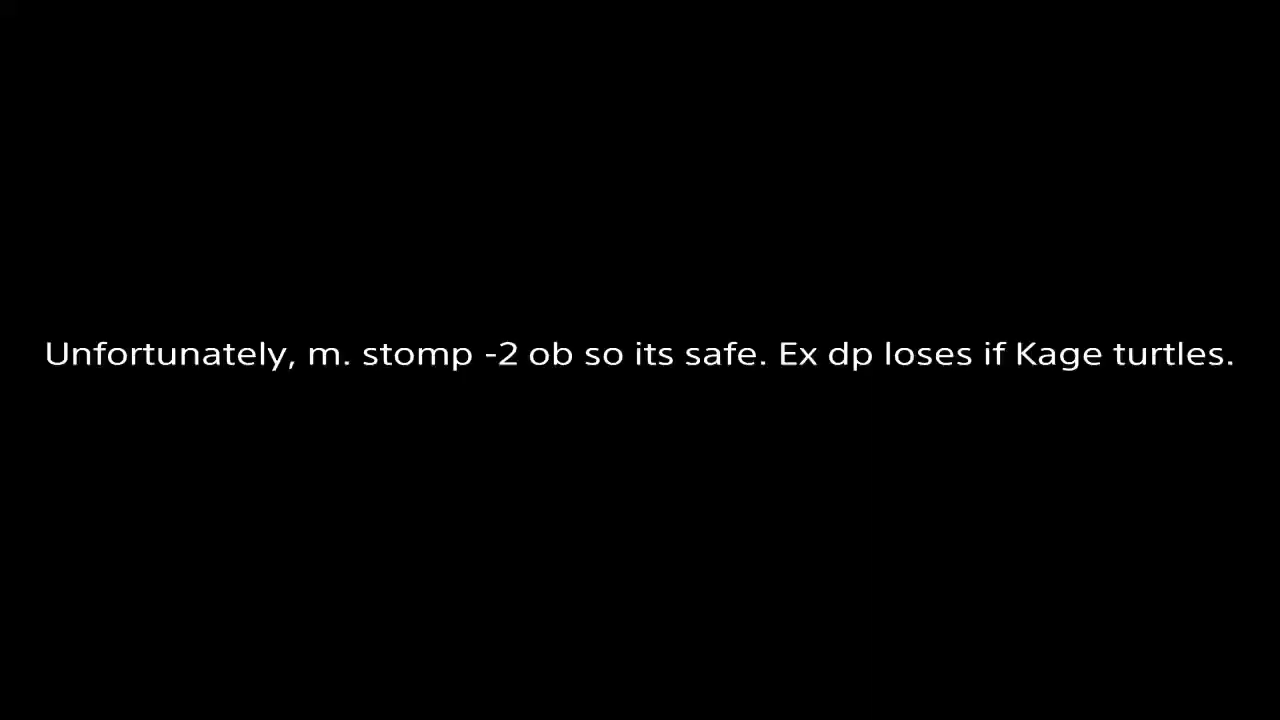 Unfortunately, m. stomp -2 ob so its safe. Ex dp loses if Kage turtles.